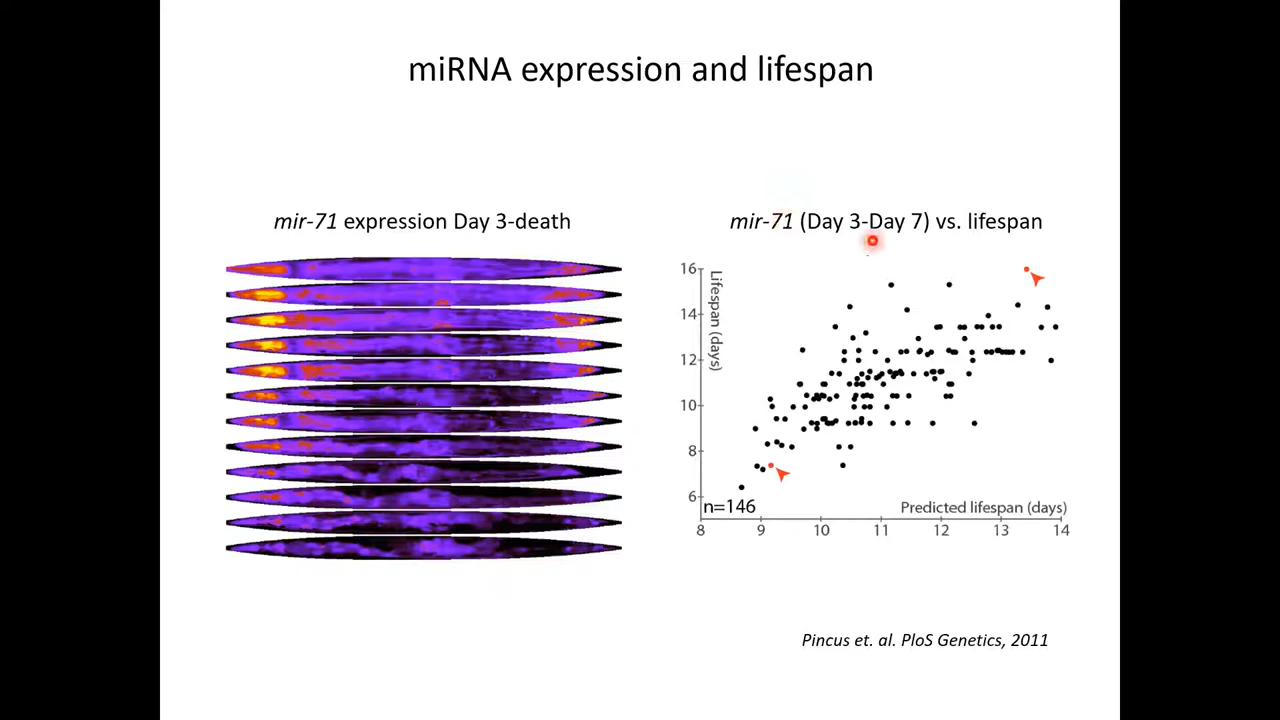 miRNA expression and lifespan
mir-71 expression Day 3-death
mir-71 (Day 3-Day 7) vs. lifespan
16
14
12
10
8
6
Lifespan (days)
n=146
Predicted lifespan (days)
8 9 10 11 12 13 14
Pincus et. al. PloS Genetics, 2011